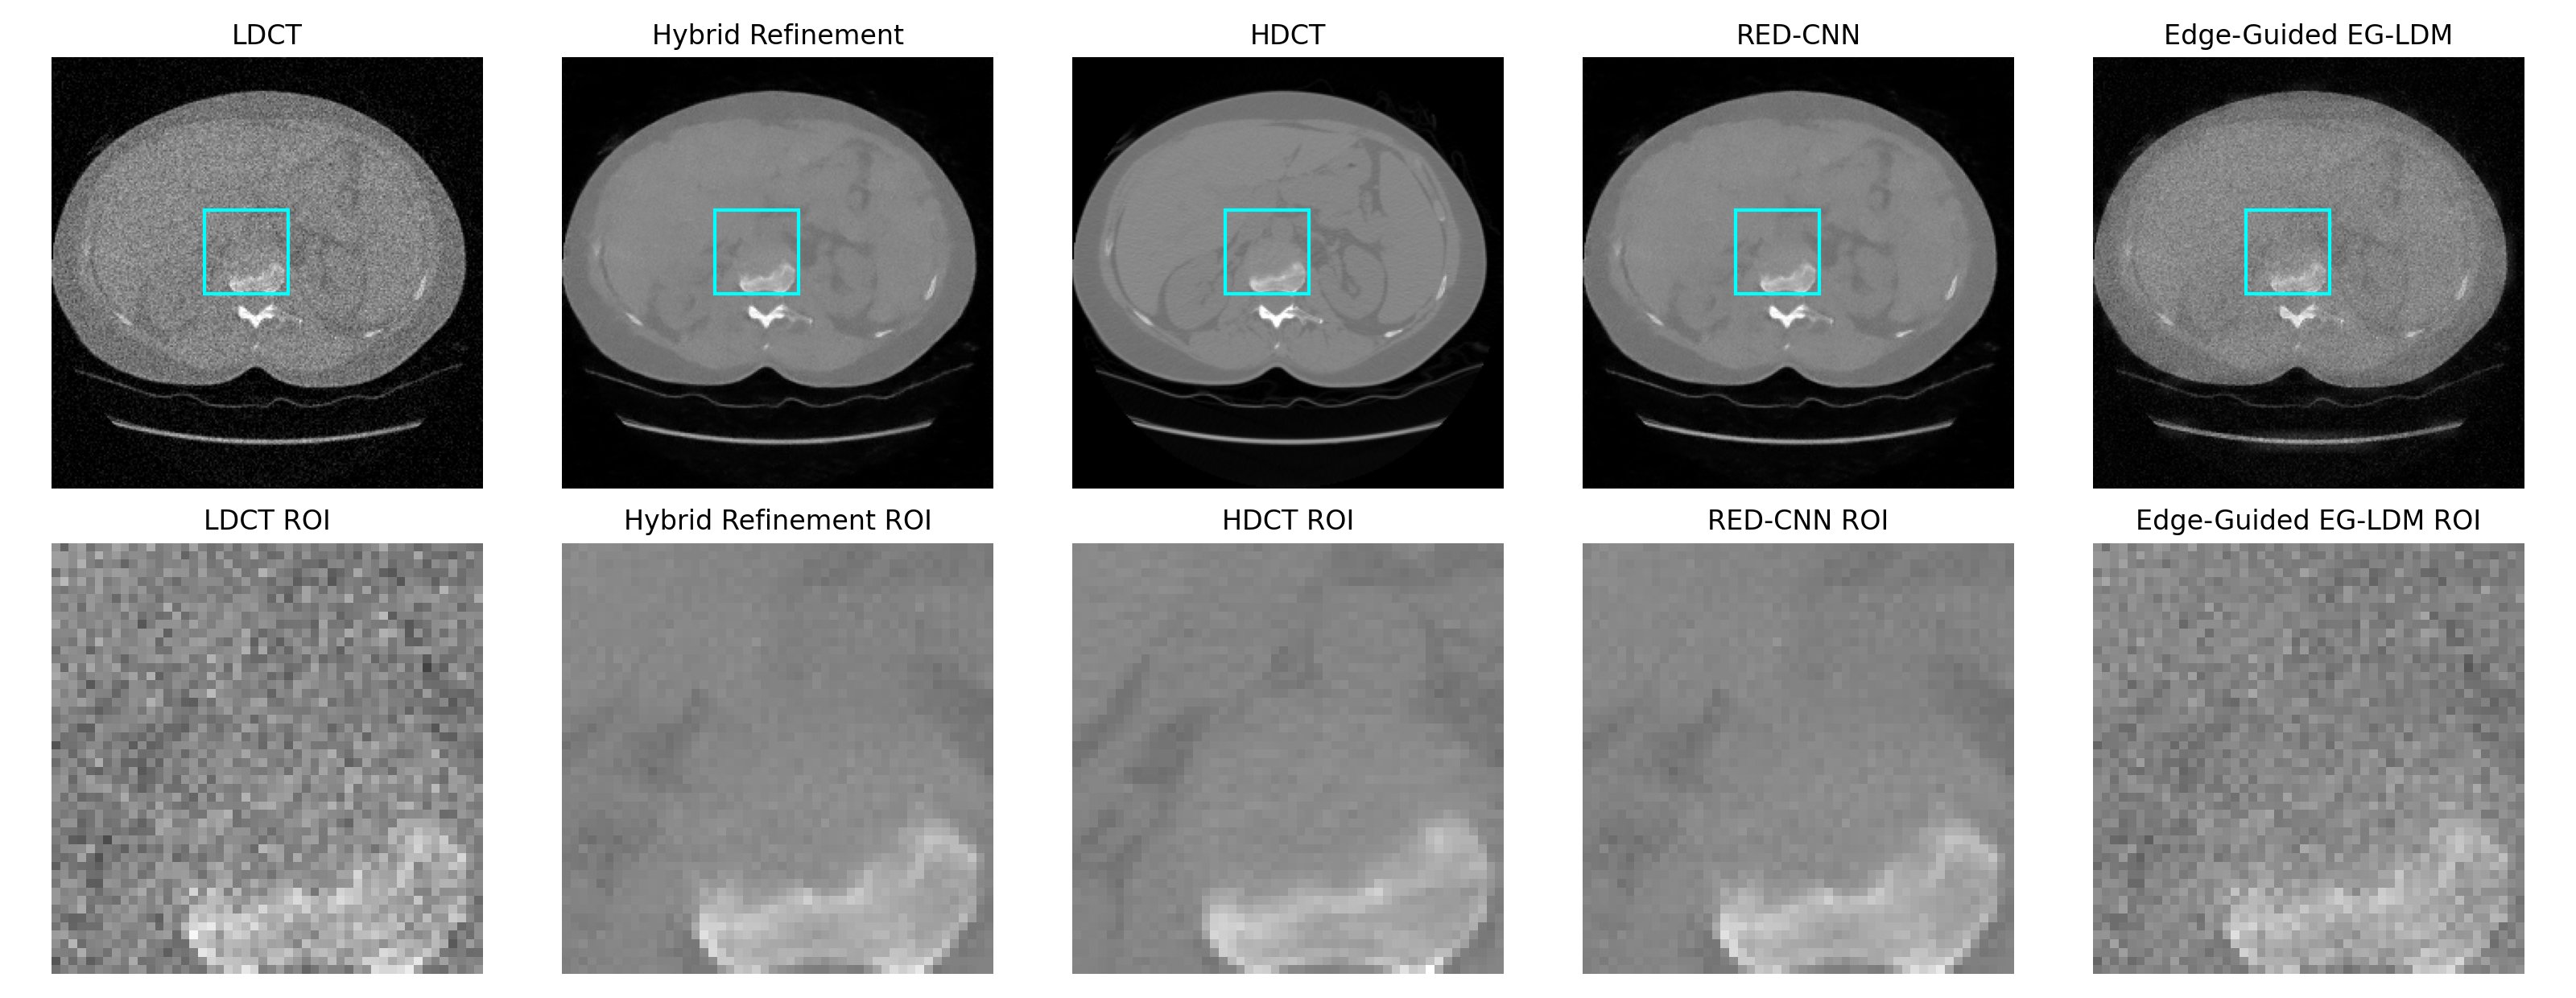 LDCT
Hybrid Refinement
HDCT
RED-CNN
Edge-Guided EG-LDM
LDCT ROI
Hybrid Refinement ROI
HDCT ROI
RED-CNN ROI
Edge-Guided EG-LDM ROI